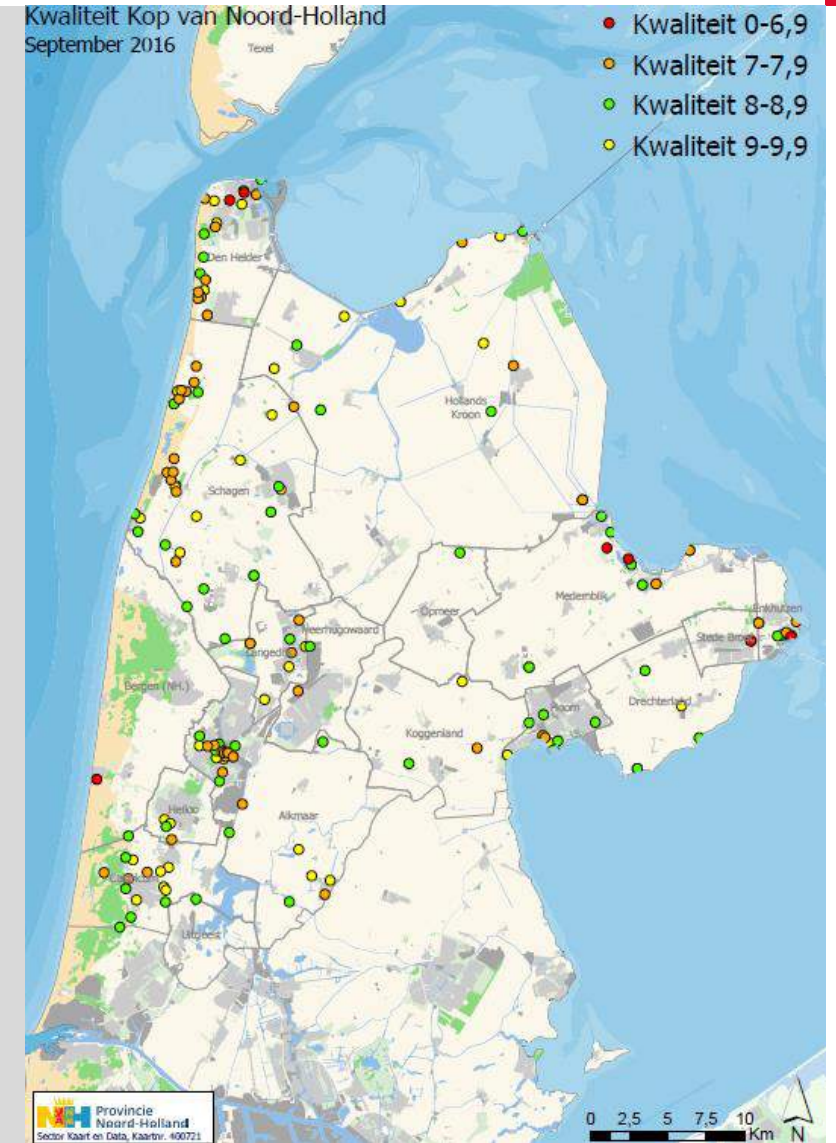 Kwaliteit Kop van Noord-Holland
September 2016
Kwaliteit 0-6,9
Kwaliteit 7-7,9
Kwaliteit 8-8,9
Kwaliteit 9-9,9
Texel
Den Helder
Hollands
Kroon
Schagen
Opmeer
Medemblik
Enkhuizen
Heerhugowaard
Stede Broec
Bergen (NH.)
Drechterland
Hoorn
Koggenland
Heiloo
Alkmaar
Uitgeest
Provincie
Noord-Holland
Sector Kaart en Data, Kaartnr. 400721
0 2,5 5 7,5 10
Km
N